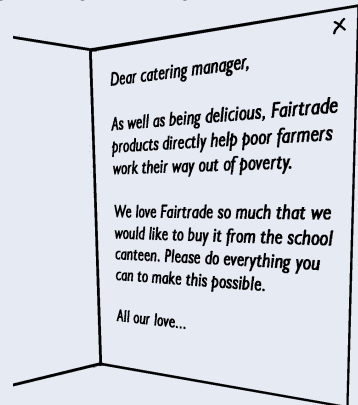 Dear catering manager,
As well as being delicious, Fairtrade
products directly help poor farmers
work their way out of poverty.
We love Fairtrade so much that we
would like to buy it from the school
canteen. Please do everything you
can to make this possible.
All our love...